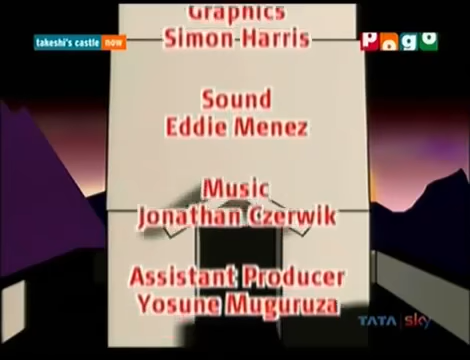 Graphics
Simon-Harris
takeshi's castle now
pogo
Sound
Eddie Menez
Music
Jonathan Czerwik
Assistant Producer
Yosune Muguruza
TATA sky